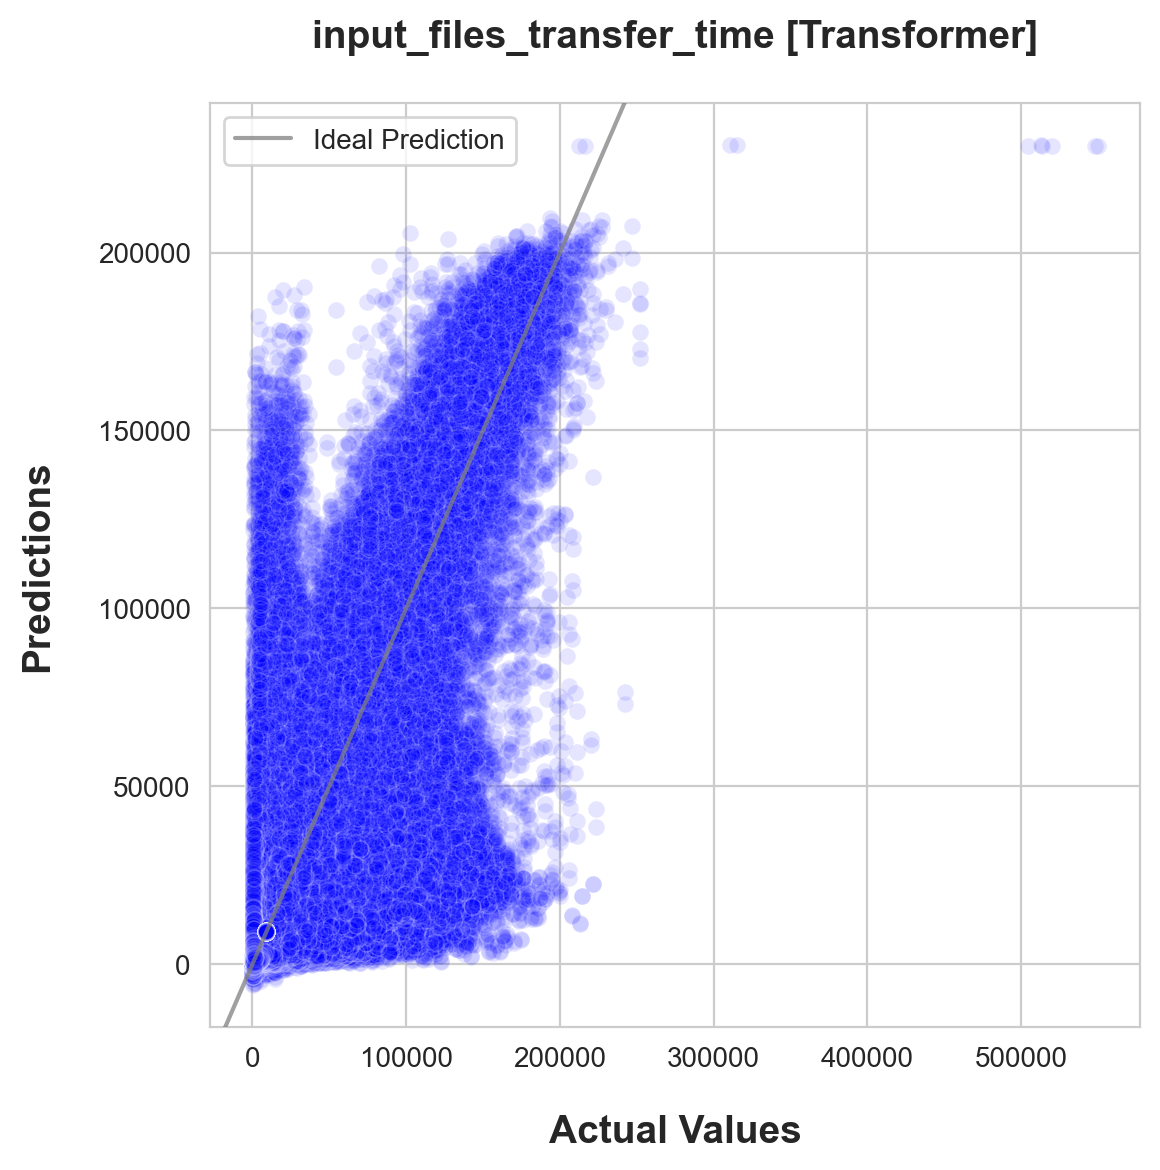 input_files_transfer_time [Transformer]
Ideal Prediction
200000
150000
100000
50000
0
Predictions
0 100000 200000 300000 400000 500000
Actual Values